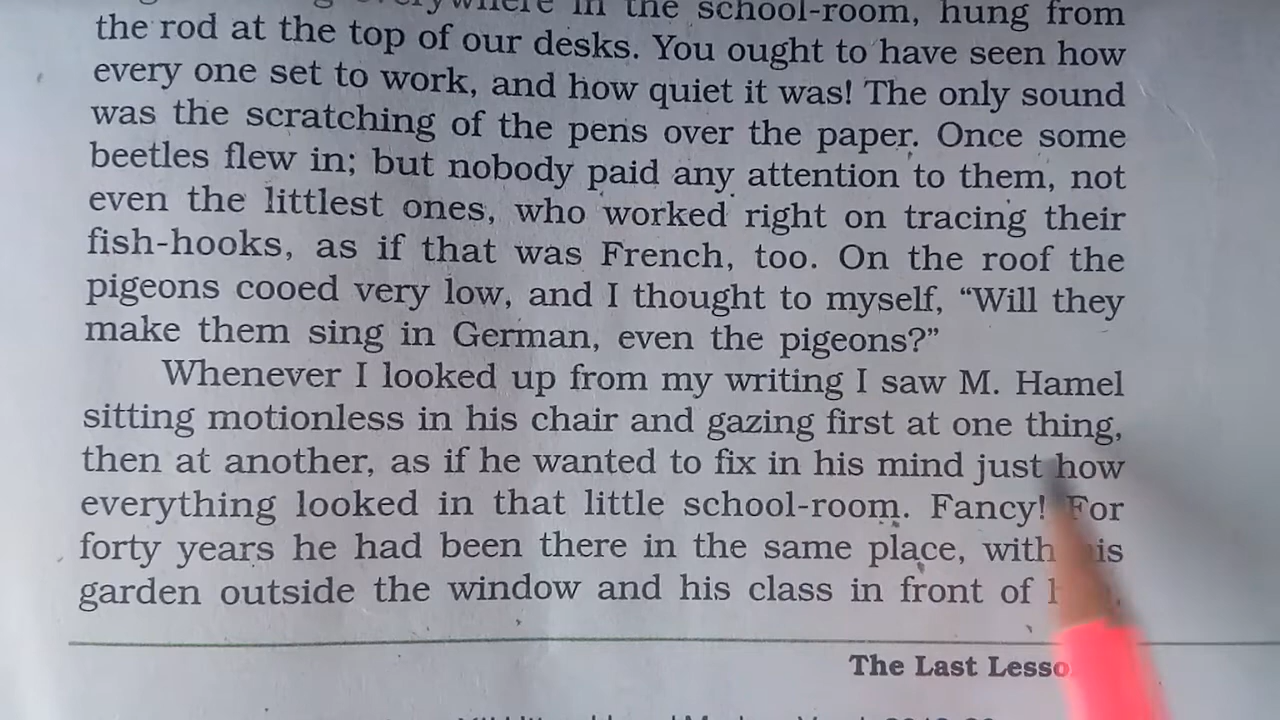 everywhere in the school-room, hung from
the rod at the top of our desks. You ought to have seen how
every one set to work, and how quiet it was! The only sound
was the scratching of the pens over the paper. Once some
beetles flew in; but nobody paid any attention to them, not
even the littlest ones, who worked right on tracing their
fish-hooks, as if that was French, too. On the roof the
pigeons cooed very low, and I thought to myself, “Will they
make them sing in German, even the pigeons?”
Whenever I looked up from my writing I saw M. Hamel
sitting motionless in his chair and gazing first at one thing,
then at another, as if he wanted to fix in his mind just how
everything looked in that little school-room. Fancy! For
forty years he had been there in the same place, with
garden outside the window and his class in front of
The Last